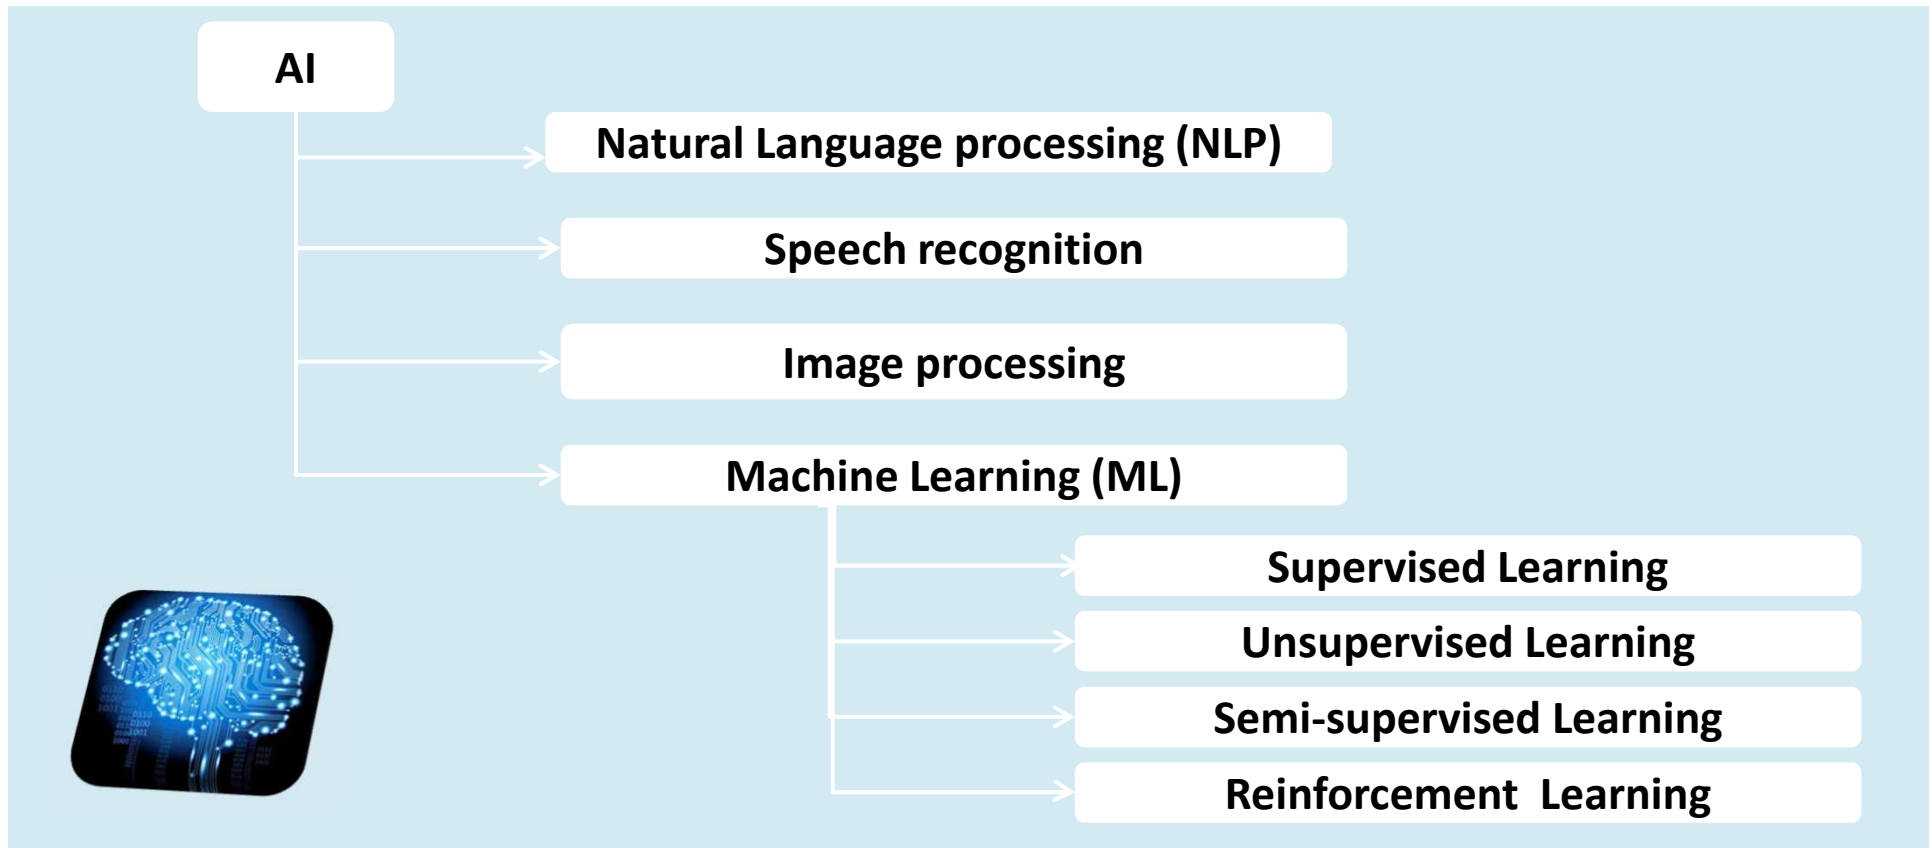 AI
Natural Language processing (NLP)
Speech recognition
Image processing
Machine Learning (ML)
Supervised Learning
Unsupervised Learning
Semi-supervised Learning
Reinforcement  Learning